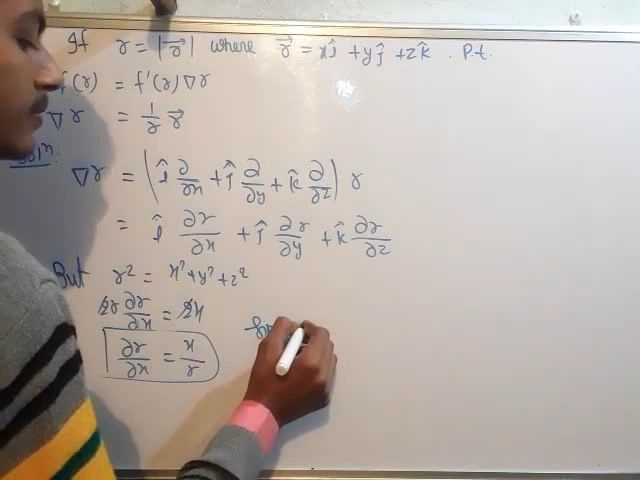 If r = |r⃗| where r⃗ = xî + yĵ + zk̂ . P.t.
f(r) = f'(r) ∇r
∇r = 1/r r⃗
Solⁿ.
∇r = (î ∂/∂x + ĵ ∂/∂y + k̂ ∂/∂z) r
= î ∂r/∂x + ĵ ∂r/∂y + k̂ ∂r/∂z
But r² = x² + y² + z²
2r ∂r/∂x = 2x
∂r/∂x = x/r